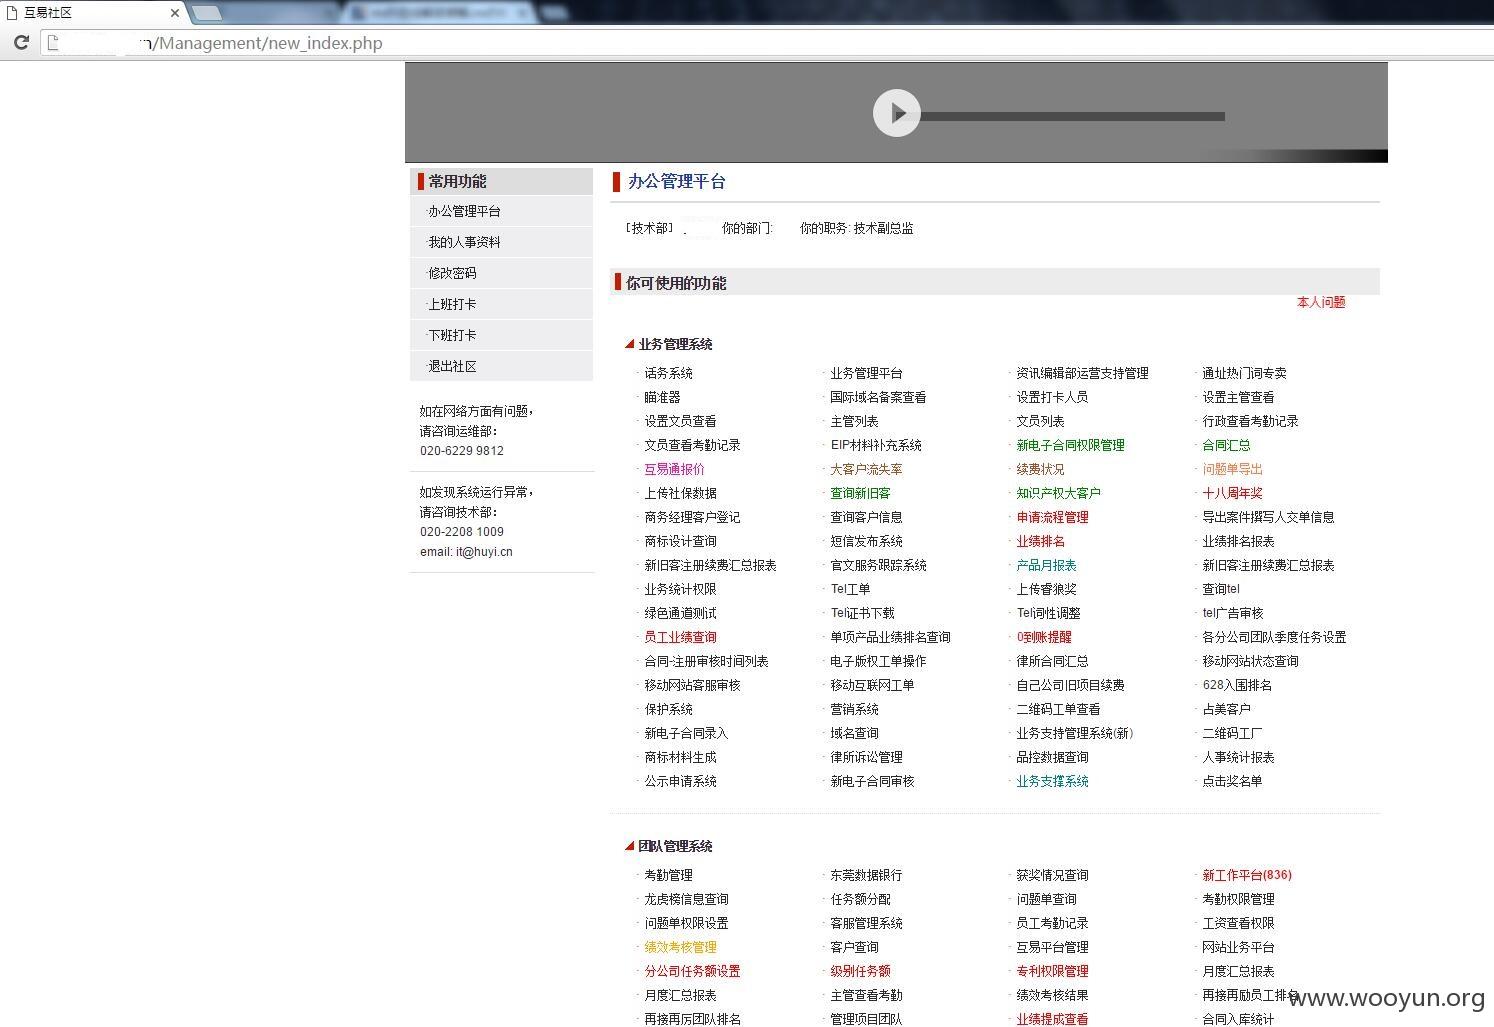 互易社区
n/Management/new_index.php
常用功能
·办公管理平台
·我的人事资料
·修改密码
·上班打卡
·下班打卡
·退出社区
如在网络方面有问题，
请咨询运维部：
020-6229 9812
如发现系统运行异常，
请咨询技术部：
020-2208 1009
email: it@huyi.cn
办公管理平台
[技术部] 你的部门: 你的职务: 技术副总监
你可使用的功能
本人问题
业务管理系统
·话务系统 ·业务管理平台 ·资讯编辑部运营支持管理 ·通址热门词专卖
·瞄准器 ·国际域名备案查看 ·设置打卡人员 ·设置主管查看
·设置文员查看 ·主管列表 ·文员列表 ·行政查看考勤记录
·文员查看考勤记录 ·EIP材料补充系统 ·新电子合同权限管理 ·合同汇总
·互易通报价 ·大客户流失率 ·续费状况 ·问题单导出
·上传社保数据 ·查询新旧客 ·知识产权大客户 ·十八周年奖
·商务经理客户登记 ·查询客户信息 ·申请流程管理 ·导出案件撰写人交单信息
·商标设计查询 ·短信发布系统 ·业绩排名 ·业绩排名报表
·新旧客注册续费汇总报表 ·官文服务跟踪系统 ·产品月报表 ·新旧客注册续费汇总报表
·业务统计权限 ·Tel工单 ·上传睿狼奖 ·查询tel
·绿色通道测试 ·Tel证书下载 ·Tel词性调整 ·tel广告审核
·员工业绩查询 ·单项产品业绩排名查询 ·0到账提醒 ·各分公司团队季度任务设置
·合同-注册审核时间列表 ·电子版权工单操作 ·律所合同汇总 ·移动网站状态查询
·移动网站客服审核 ·移动互联网工单 ·自己公司旧项目续费 ·628入围排名
·保护系统 ·营销系统 ·二维码工单查看 ·占美客户
·新电子合同录入 ·域名查询 ·业务支持管理系统(新) ·二维码工厂
·商标材料生成 ·律所诉讼管理 ·品控数据查询 ·人事统计报表
·公示申请系统 ·新电子合同审核 ·业务支撑系统 ·点击奖名单
团队管理系统
·考勤管理 ·东莞数据银行 ·获奖情况查询 ·新工作平台(836)
·龙虎榜信息查询 ·任务额分配 ·问题单查询 ·考勤权限管理
·问题单权限设置 ·客服管理系统 ·员工考勤记录 ·工资查看权限
·绩效考核管理 ·客户查询 ·互易平台管理 ·网站业务平台
·分公司任务额设置 ·级别任务额 ·专利权限管理 ·月度汇总报表
·月度汇总报表 ·主管查看考勤 ·绩效考核结果 ·再接再励员工排名
www.wooyun.org
·再接再厉团队排名 ·管理项目团队 ·业绩提成查看 ·合同入库统计